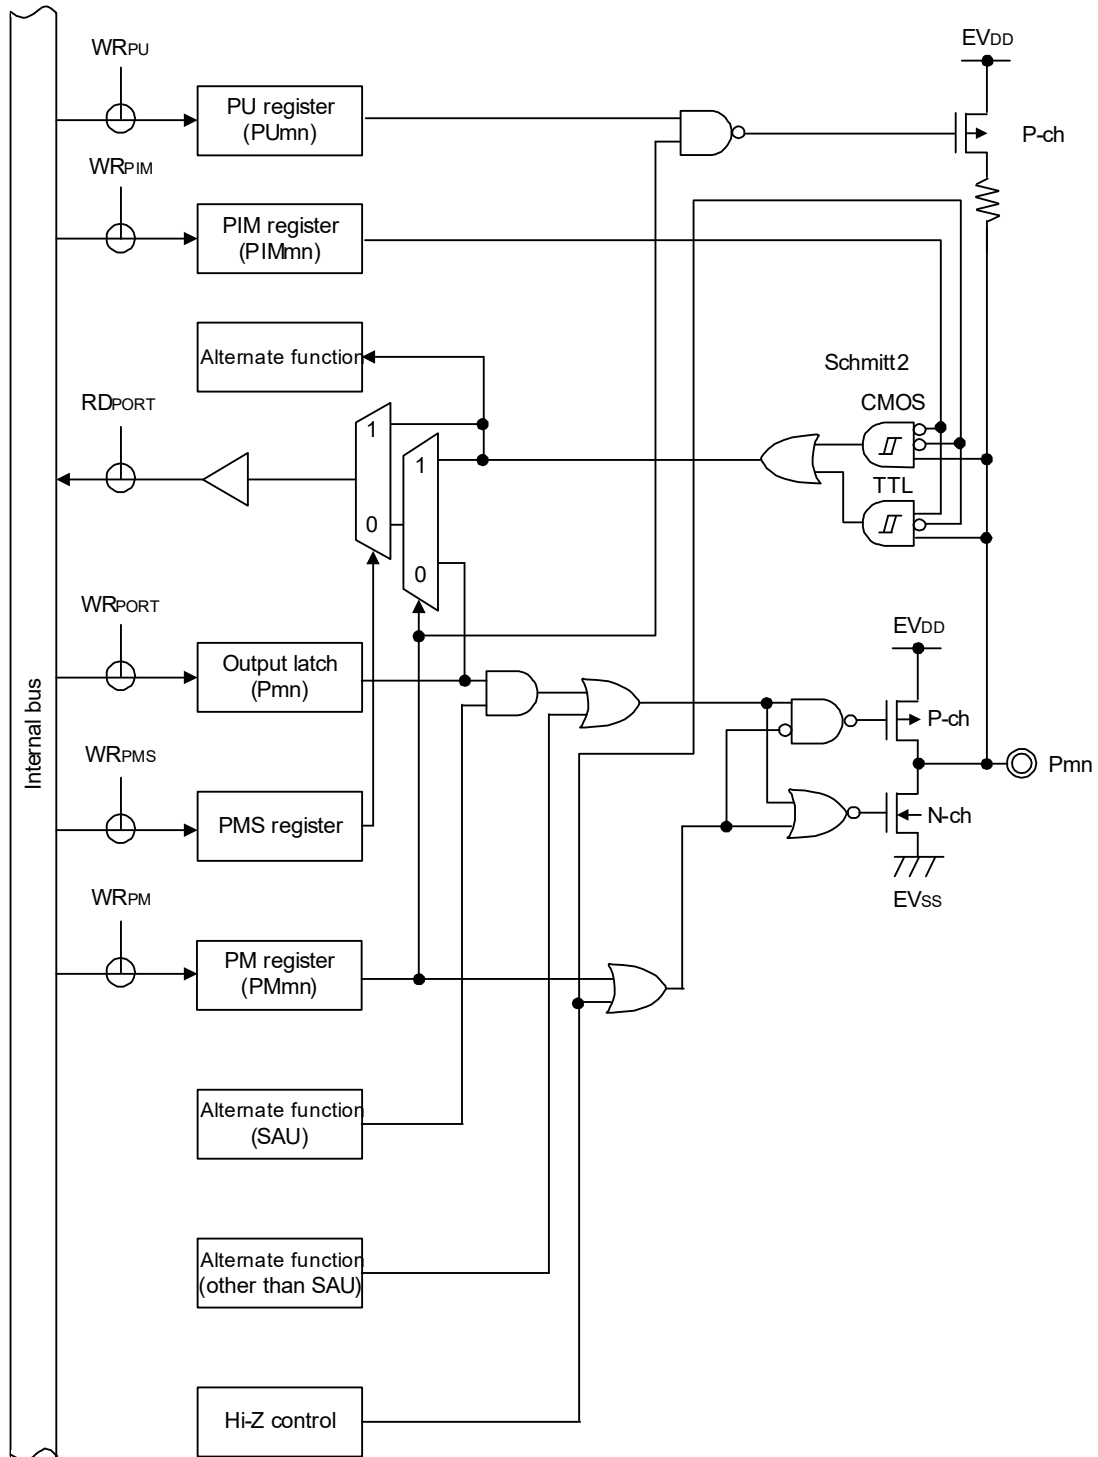 WRPU
EVDD
PU register
(PUmn)
P-ch
WRPIM
PIM register
(PIMmn)
Alternate function
Schmitt2
RDPORT
CMOS
1
1
TTL
0
0
WRPORT
EVDD
Output latch
(Pmn)
Internal bus
P-ch
WRPMS
Pmn
PMS register
N-ch
WRPM
EVSS
PM register
(PMmn)
Alternate function
(SAU)
Alternate function
(other than SAU)
Hi-Z control